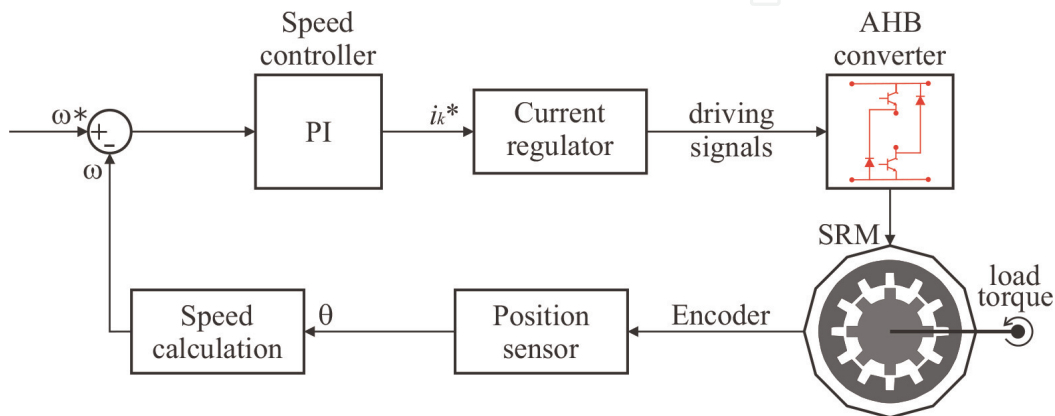 Speed
controller
AHB
converter
ω*
+
-
ω
PI
iₖ*
Current
regulator
driving
signals
SRM
load
torque
Encoder
Position
sensor
θ
Speed
calculation